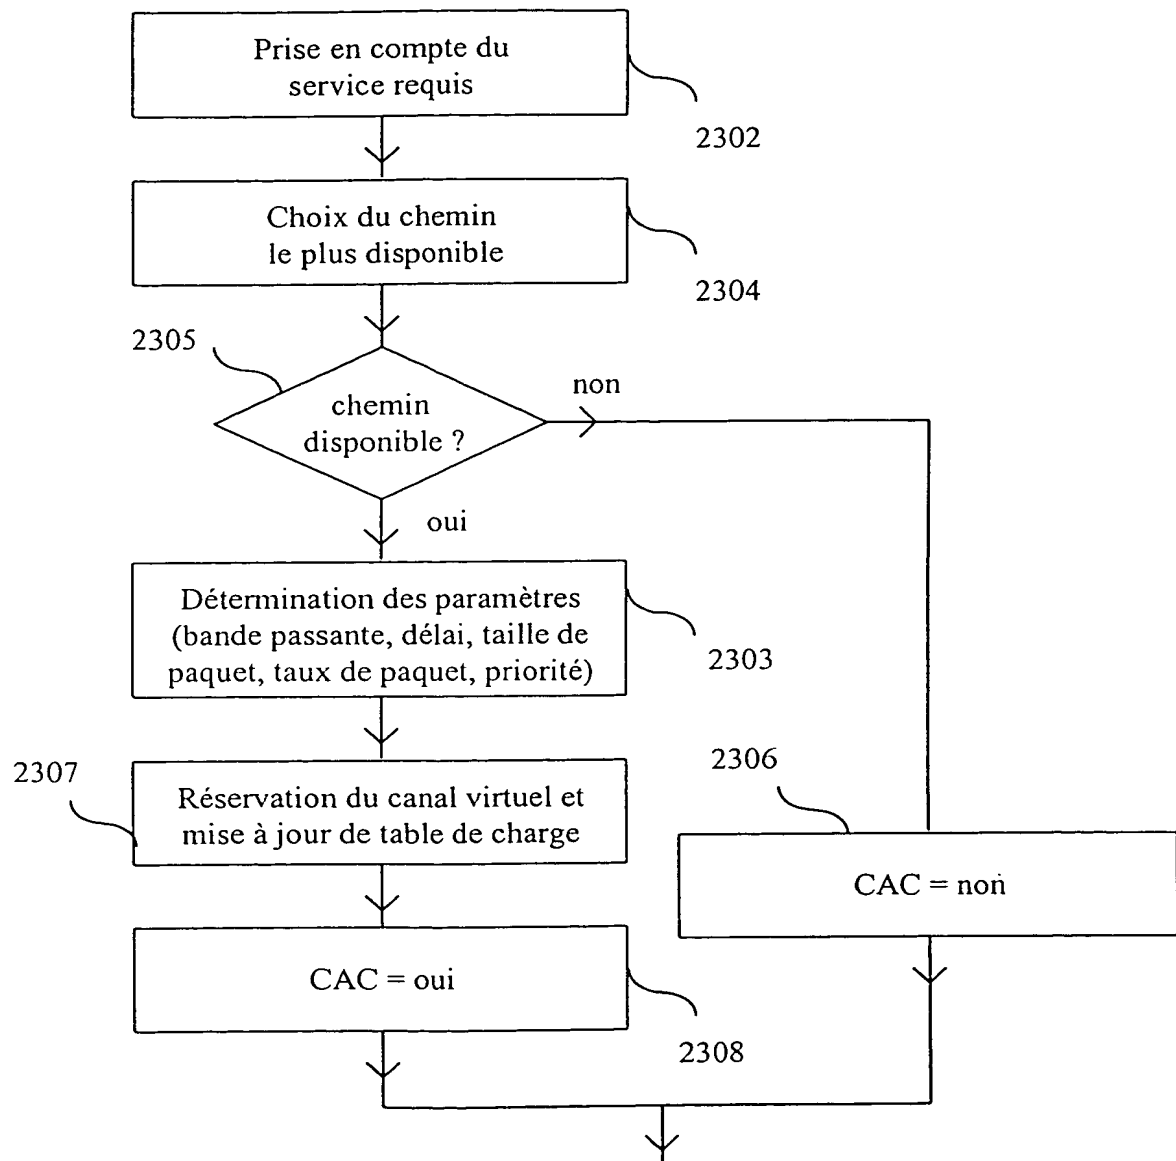 Prise en compte du
service requis
2302
Choix du chemin
le plus disponible
2304
2305
chemin
disponible ?
non
oui
Détermination des paramètres
(bande passante, délai, taille de
paquet, taux de paquet, priorité)
2303
2307
Réservation du canal virtuel et
mise à jour de table de charge
2306
CAC = non
CAC = oui
2308